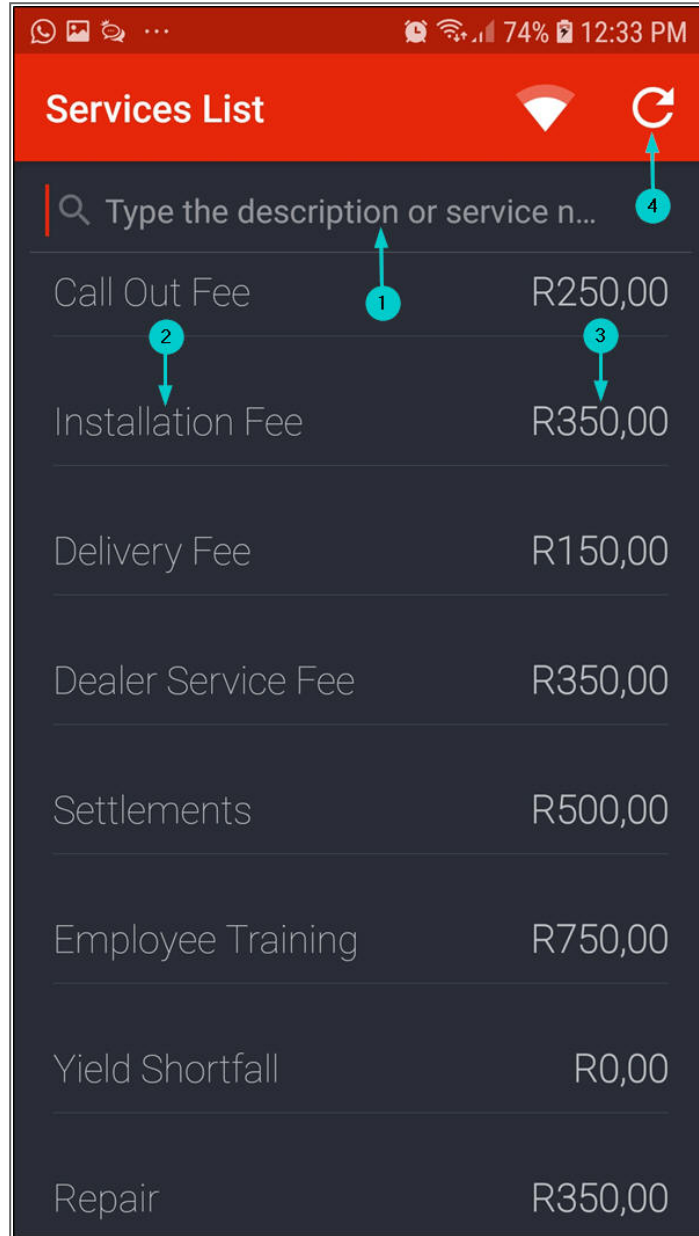 74% 12:33 PM
Services List
Type the description or service n...
4
Call Out Fee R250,00
1
2 3
Installation Fee R350,00
Delivery Fee R150,00
Dealer Service Fee R350,00
Settlements R500,00
Employee Training R750,00
Yield Shortfall R0,00
Repair R350,00